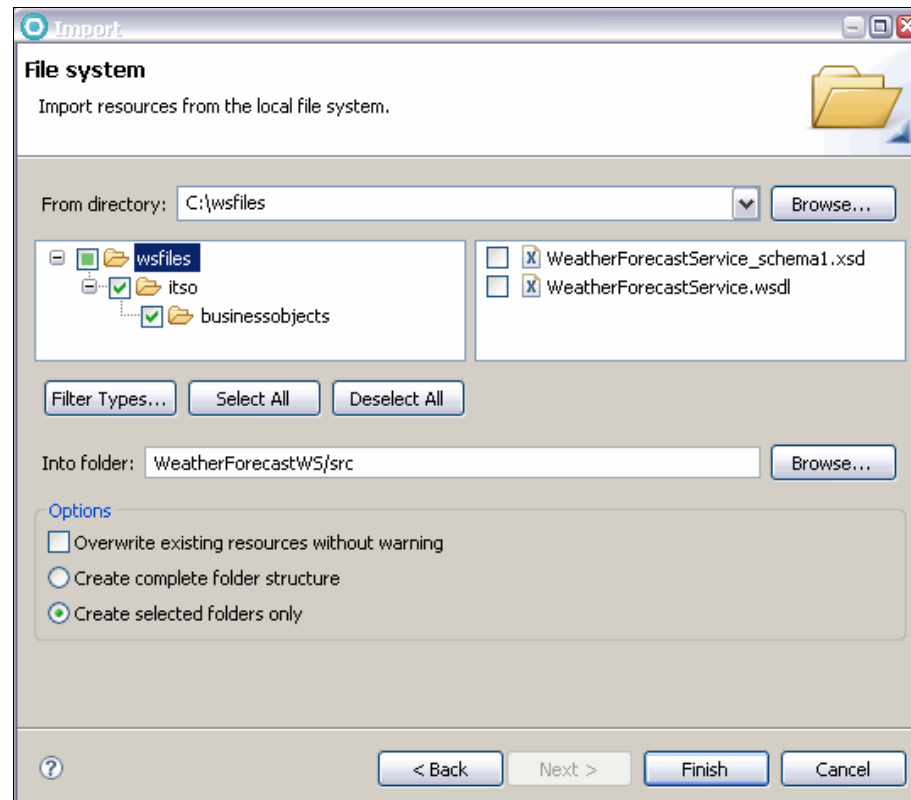 Import
File system
Import resources from the local file system.
From directory: C:\wsfiles Browse...
wsfiles
itso
businessobjects
WeatherForecastService_schema1.xsd
WeatherForecastService.wsdl
Filter Types... Select All Deselect All
Into folder: WeatherForecastWS/src Browse...
Options
Overwrite existing resources without warning
Create complete folder structure
Create selected folders only
? < Back Next > Finish Cancel